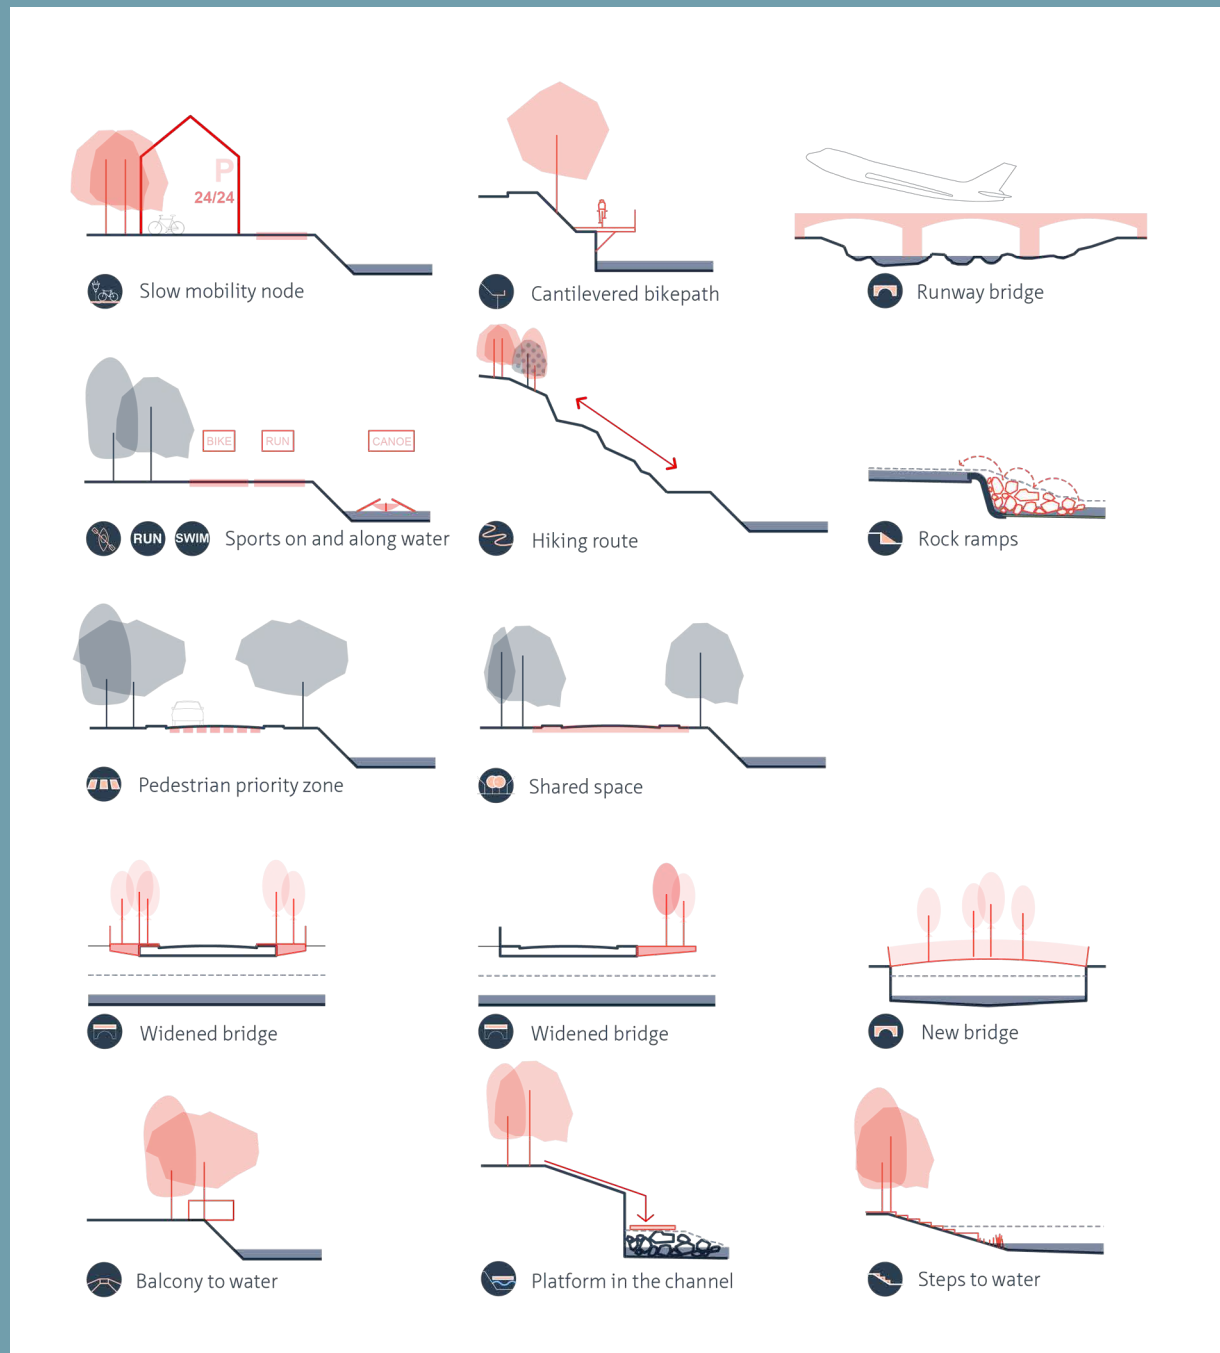 P
24/24
Slow mobility node
Cantilevered bikepath
Runway bridge
BIKE
RUN
CANOE
RUN
SWIM
Sports on and along water
Hiking route
Rock ramps
Pedestrian priority zone
Shared space
Widened bridge
Widened bridge
New bridge
Balcony to water
Platform in the channel
Steps to water